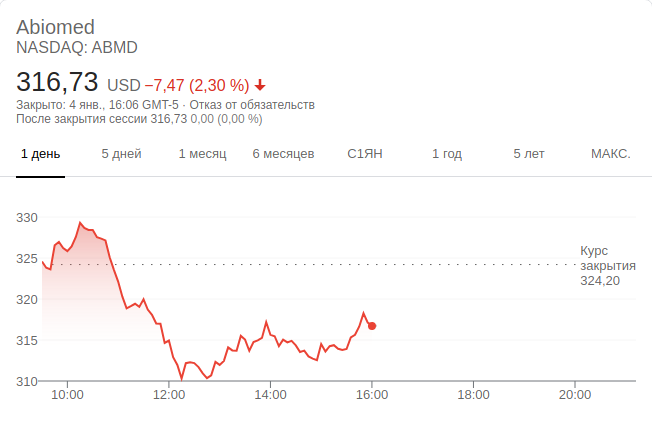 Abiomed
NASDAQ: ABMD
316,73 USD −7,47 (2,30 %)
Закрыто: 4 янв., 16:06 GMT-5 · Отказ от обязательств
После закрытия сессии 316,73 0,00 (0,00 %)
1 день 5 дней 1 месяц 6 месяцев С1ЯН 1 год 5 лет МАКС.
330
325
320
315
310
Курс
закрытия
324,20
10:00 12:00 14:00 16:00 18:00 20:00